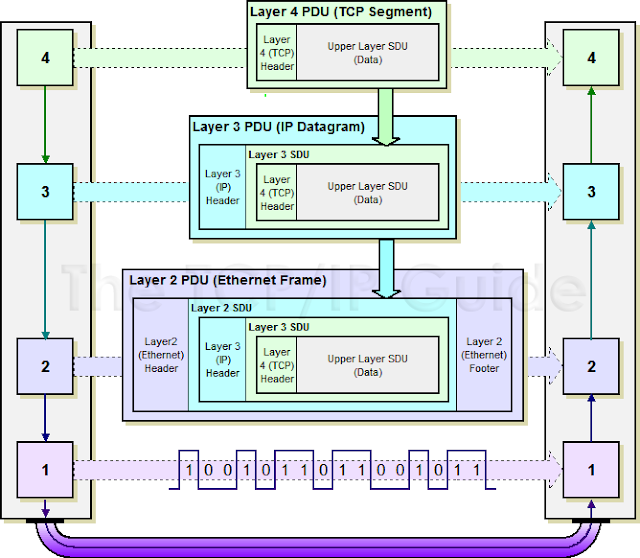 Layer 4 PDU (TCP Segment)
4
Layer
4 (TCP)
Header
Upper Layer SDU
(Data)
4
Layer 3 PDU (IP Datagram)
3
Layer 3
(IP)
Header
Layer 3 SDU
Layer
4 (TCP)
Header
Upper Layer SDU
(Data)
3
The TCP/IP Guide
Layer 2 PDU (Ethernet Frame)
2
Layer2
(Ethernet)
Header
Layer 2 SDU
Layer 3
(IP)
Header
Layer 3 SDU
Layer
4 (TCP)
Header
Upper Layer SDU
(Data)
Layer 2
(Ethernet)
Footer
2
1
1 0 0 1 0 1 1 0 1 1 0 0 1 0 1 1
1